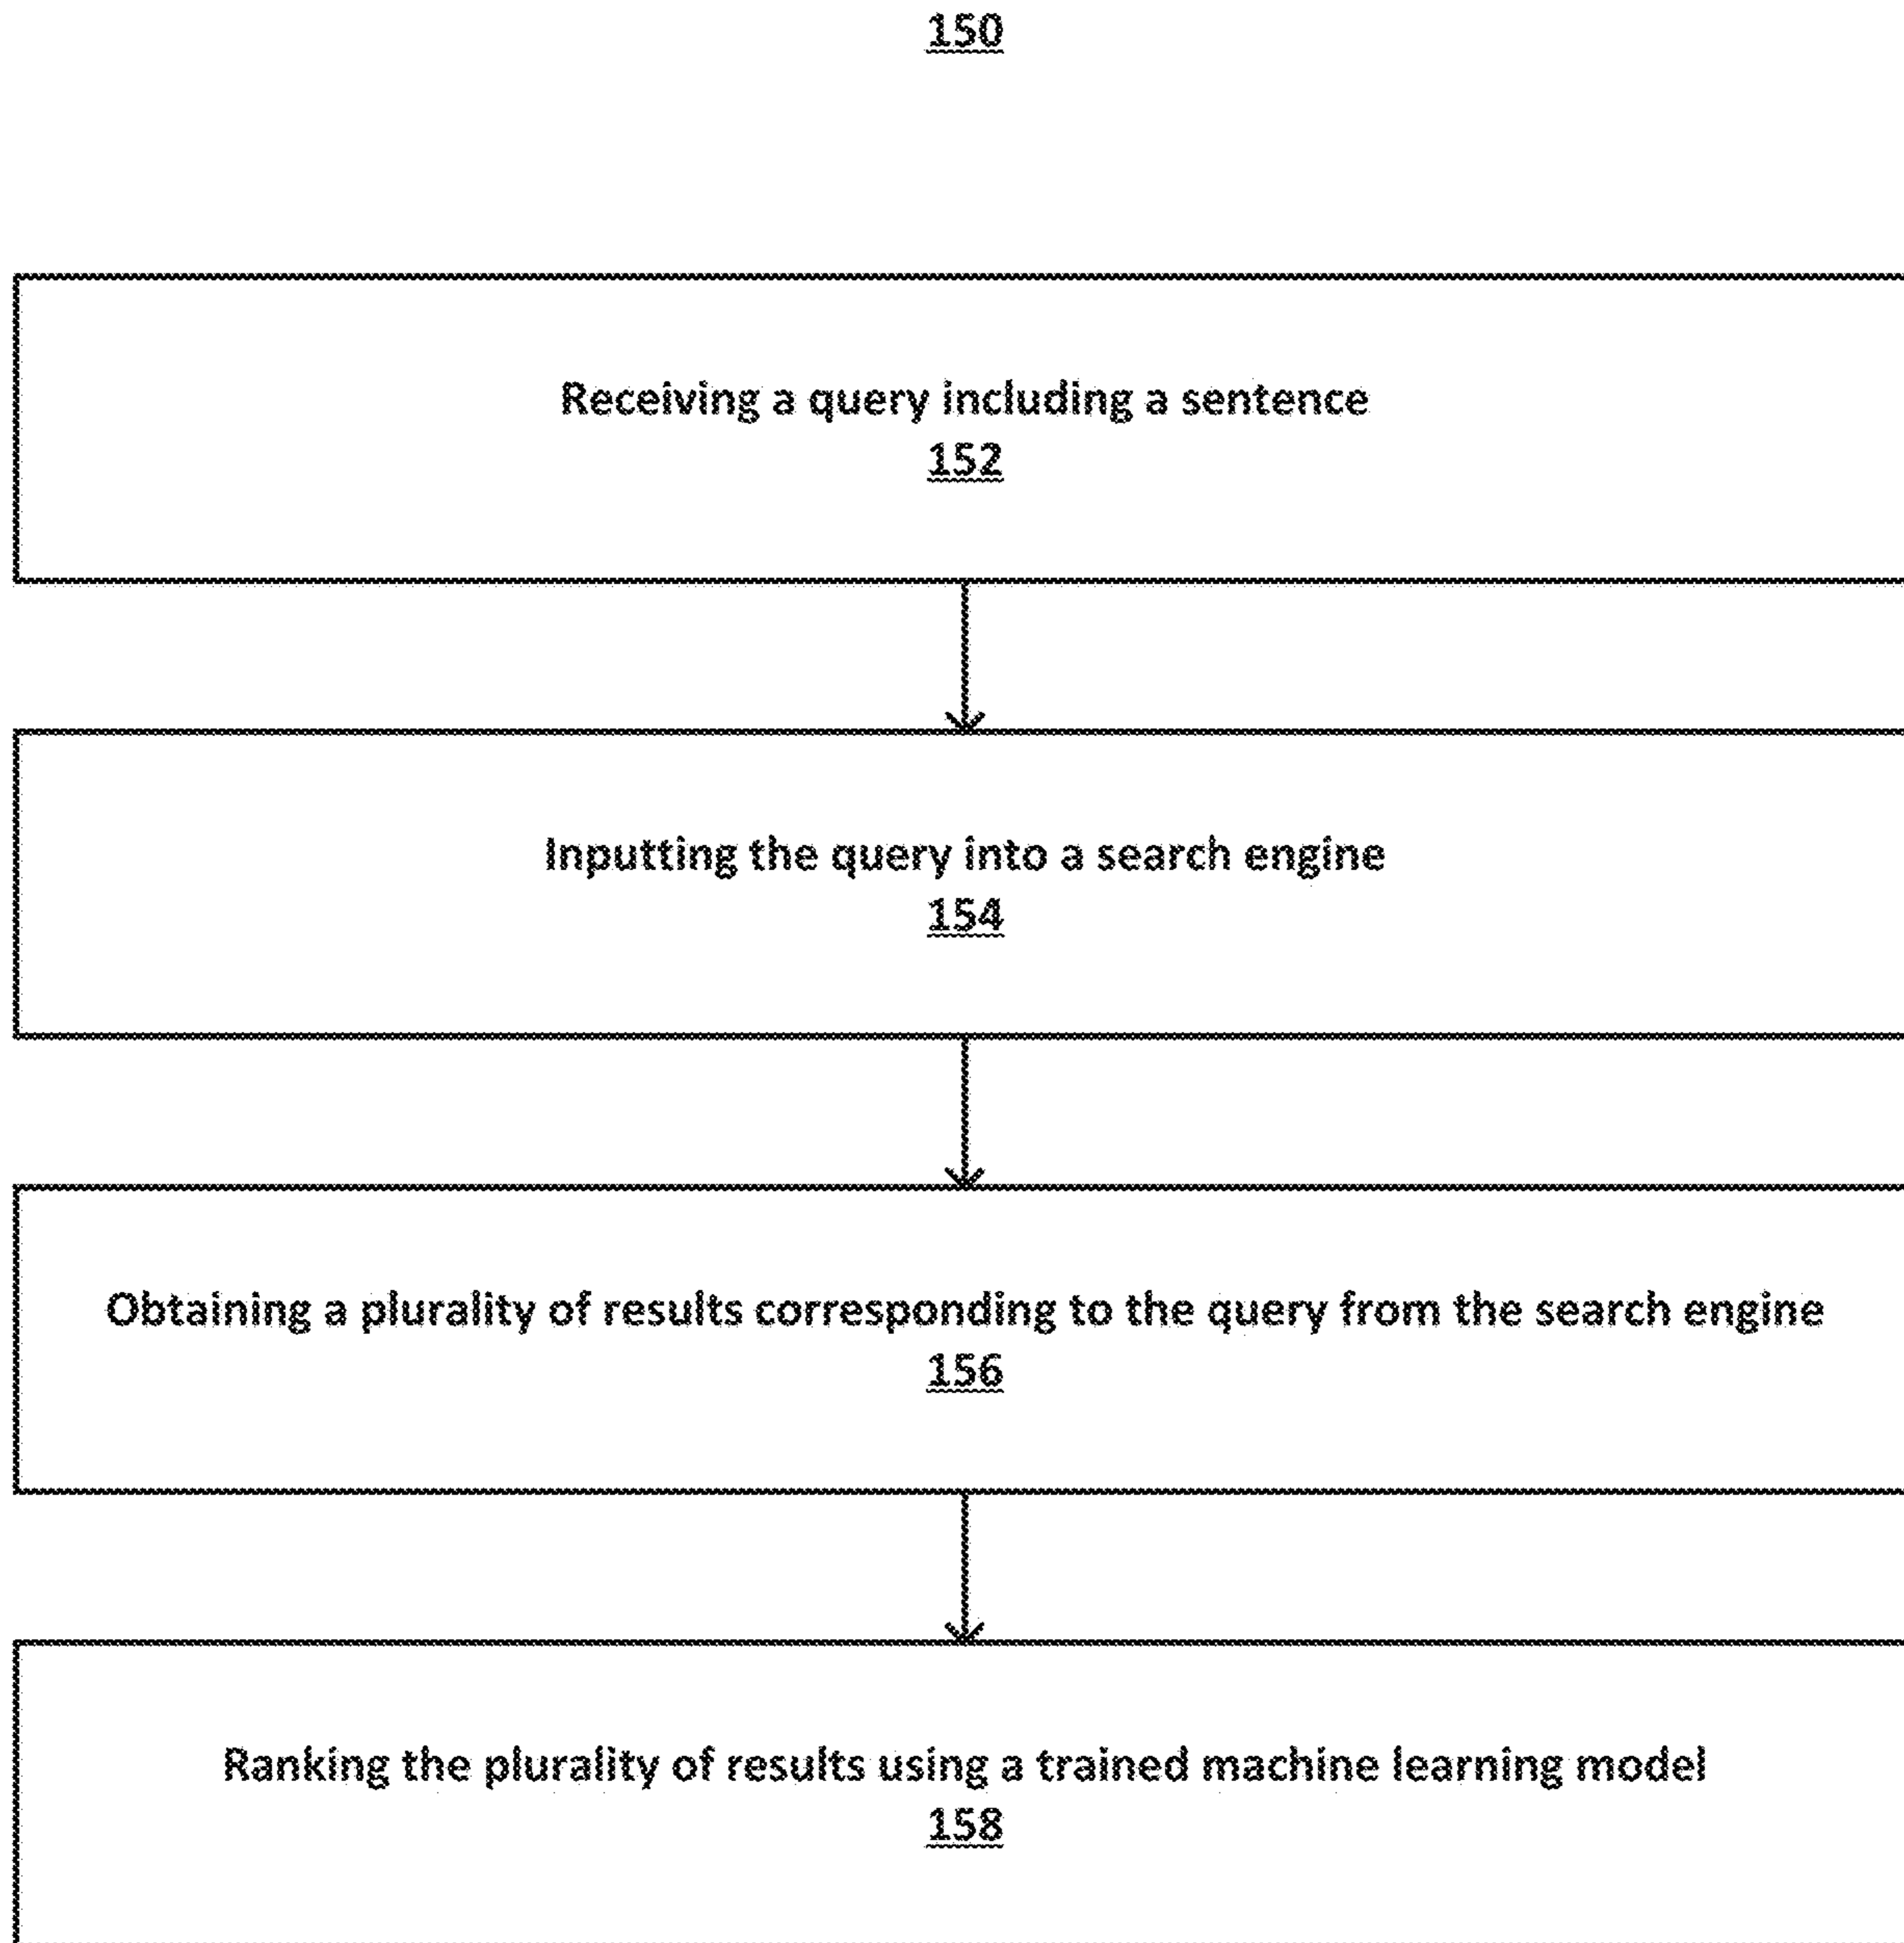 150
Receiving a query including a sentence
152
Inputting the query into a search engine
154
Obtaining a plurality of results corresponding to the query from the search engine
156
Ranking the plurality of results using a trained machine learning model
158